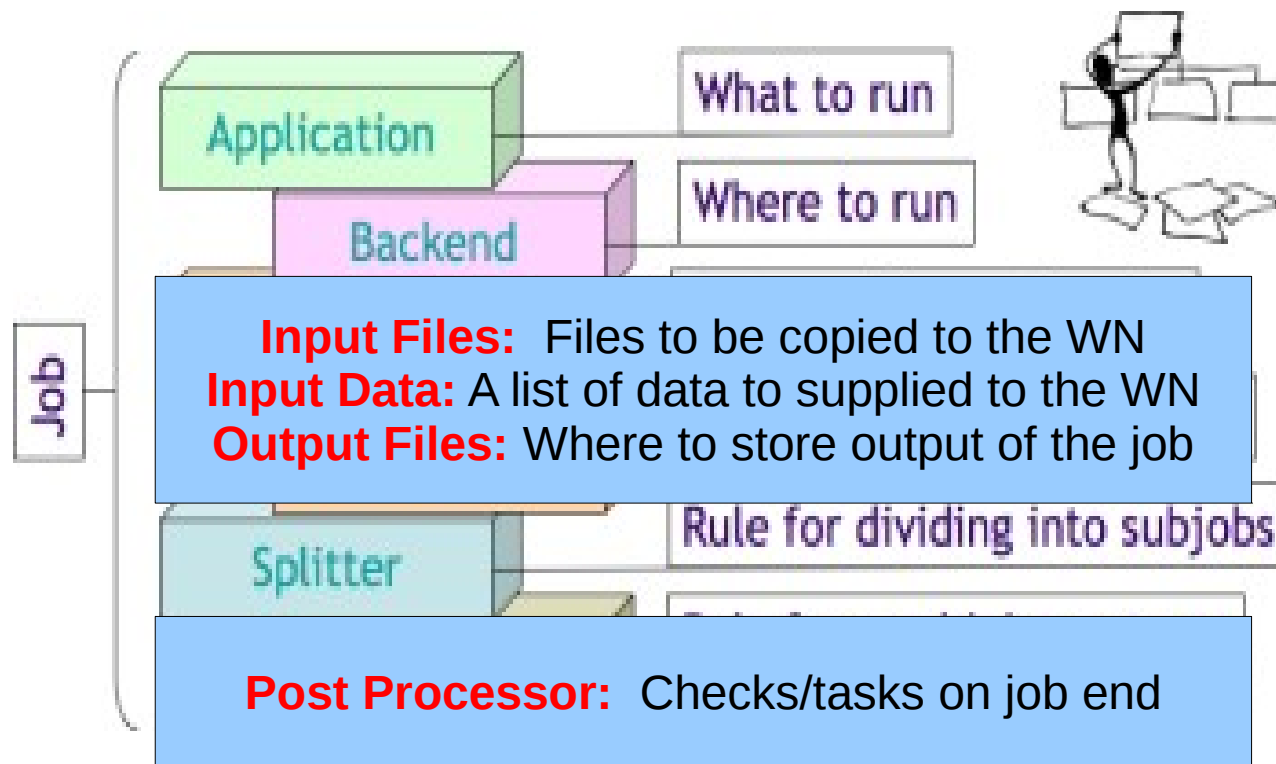 Application
What to run
Backend
Where to run
Job
Input Files: Files to be copied to the WN
Input Data: A list of data to supplied to the WN
Output Files: Where to store output of the job
Splitter
Rule for dividing into subjobs
Post Processor: Checks/tasks on job end